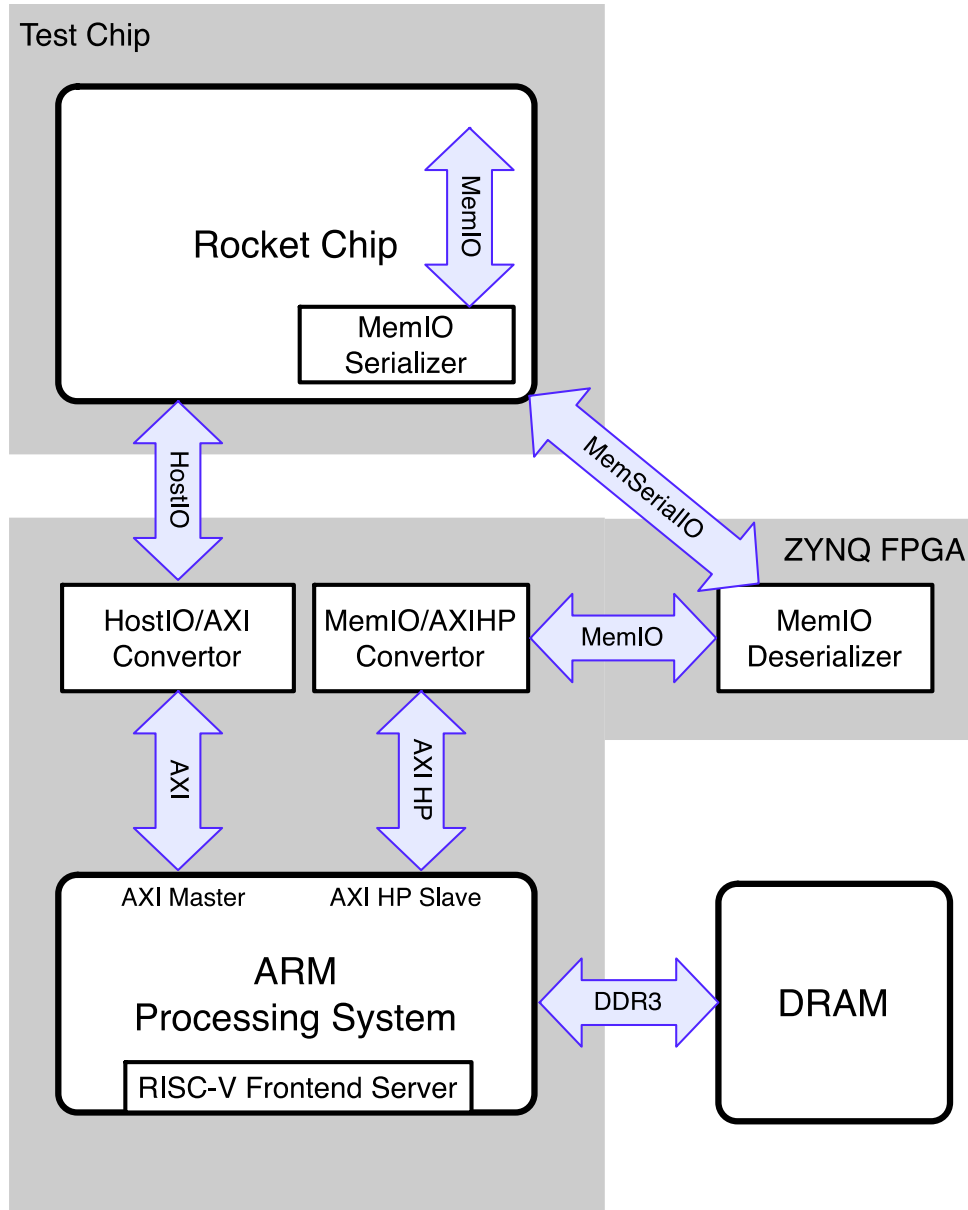 Test Chip
MemIO
Rocket Chip
MemIO
Serializer
HostIO
MemSerialIO
ZYNQ FPGA
HostIO/AXI
Convertor
MemIO/AXIHP
Convertor
MemIO
MemIO
Deserializer
AXI
AXI HP
AXI Master
AXI HP Slave
ARM
Processing System
RISC-V Frontend Server
DDR3
DRAM